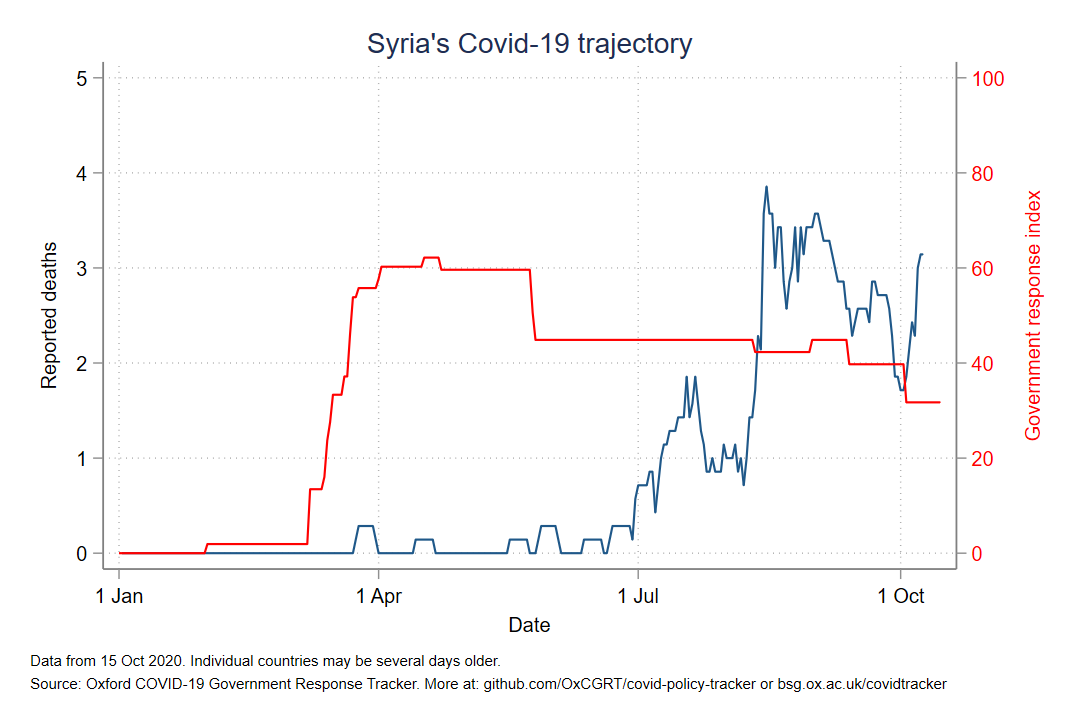 Syria's Covid-19 trajectory
5
4
3
2
1
0
Reported deaths
100
80
60
40
20
0
Government response index
1 Jan
1 Apr
1 Jul
1 Oct
Date
Data from 15 Oct 2020. Individual countries may be several days older.
Source: Oxford COVID-19 Government Response Tracker. More at: github.com/OxCGRT/covid-policy-tracker or bsg.ox.ac.uk/covidtracker